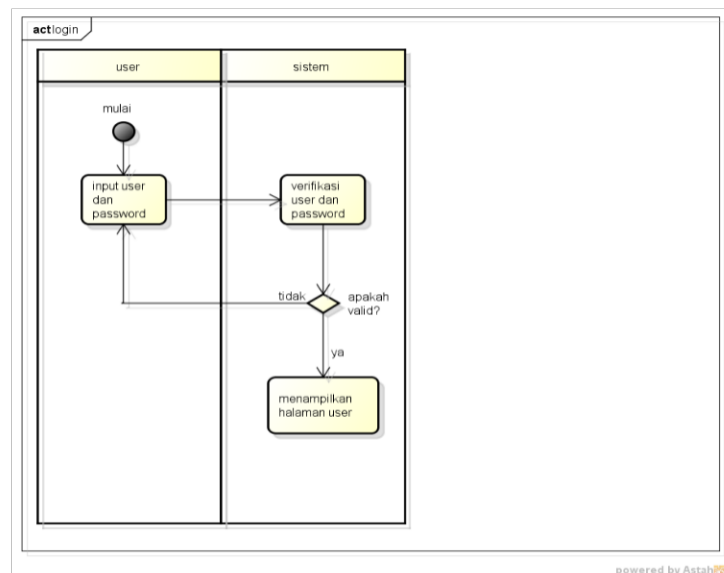 actlogin
user
sistem
mulai
input user
dan
password
verifikasi
user dan
password
tidak
apakah
valid?
ya
menampilkan
halaman user
powered by Astah